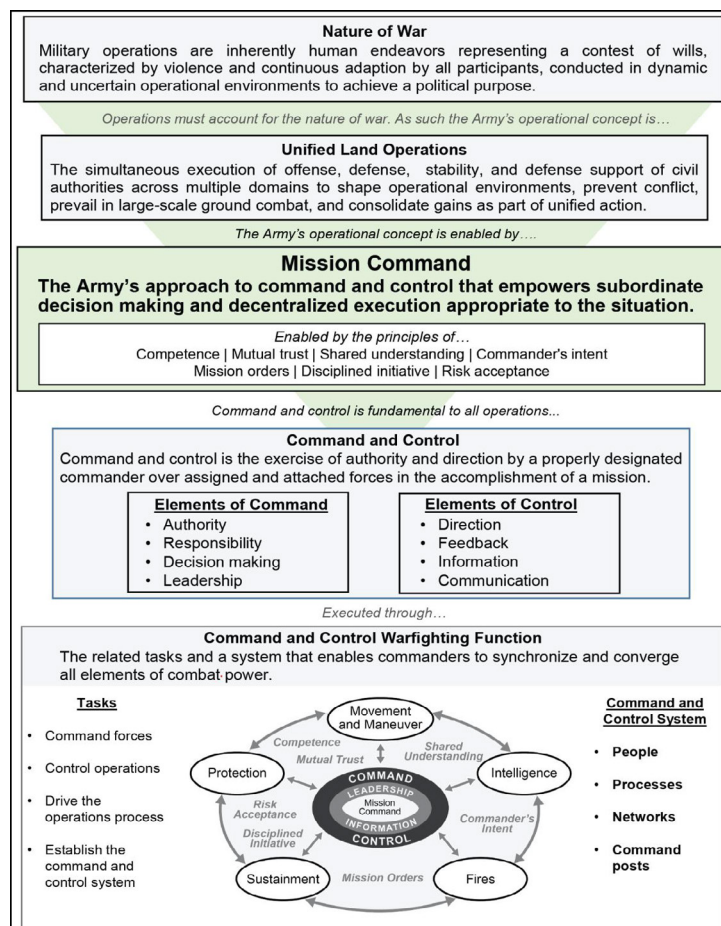 Nature of War
Military operations are inherently human endeavors representing a contest of wills,
characterized by violence and continuous adaption by all participants, conducted in dynamic
and uncertain operational environments to achieve a political purpose.
Operations must account for the nature of war. As such the Army's operational concept is…
Unified Land Operations
The simultaneous execution of offense, defense, stability, and defense support of civil
authorities across multiple domains to shape operational environments, prevent conflict,
prevail in large-scale ground combat, and consolidate gains as part of unified action.
The Army's operational concept is enabled by….
Mission Command
The Army's approach to command and control that empowers subordinate
decision making and decentralized execution appropriate to the situation.
Enabled by the principles of…
Competence | Mutual trust | Shared understanding | Commander's intent
Mission orders | Disciplined initiative | Risk acceptance
Command and control is fundamental to all operations...
Command and Control
Command and control is the exercise of authority and direction by a properly designated
commander over assigned and attached forces in the accomplishment of a mission.
Elements of Command
• Authority
• Responsibility
• Decision making
• Leadership
Elements of Control
• Direction
• Feedback
• Information
• Communication
Executed through…
Command and Control Warfighting Function
The related tasks and a system that enables commanders to synchronize and converge
all elements of combat power.
Tasks
• Command forces
• Control operations
• Drive the
operations process
• Establish the
command and
control system
Movement
and Maneuver
Competence
Mutual Trust
Shared
Understanding
Protection
Intelligence
COMMAND
LEADERSHIP
Mission
Command
INFORMATION
CONTROL
Risk
Acceptance
Commander's
Intent
Disciplined
Initiative
Sustainment
Mission Orders
Fires
Command and
Control System
• People
• Processes
• Networks
• Command
posts